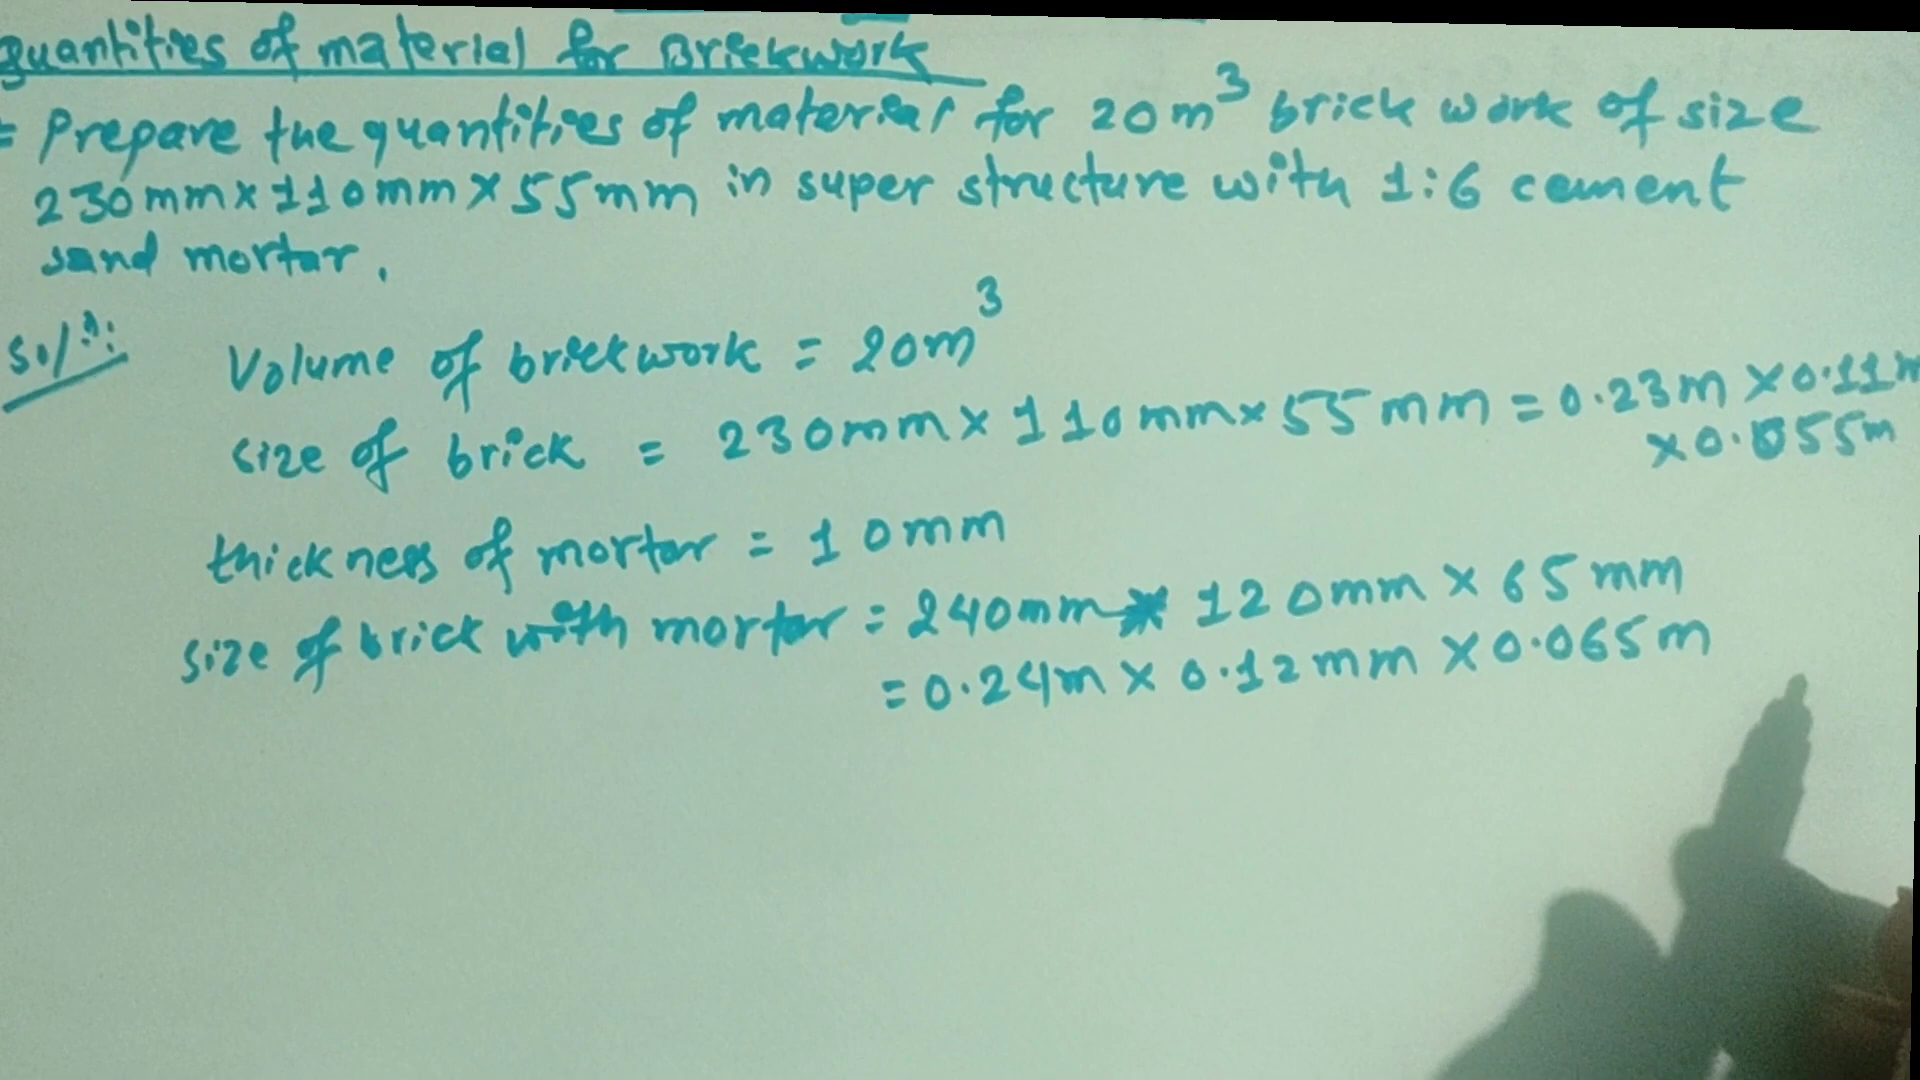 quantities of material for Brickwork
= Prepare the quantities of material for 20m³ brick work of size
230mm x 110mm x 55mm in super structure with 1:6 cement
sand mortar.
Solⁿ:
Volume of brickwork = 20m³
size of brick = 230mm x 110mm x 55mm = 0.23m x 0.11m
x 0.055m
thickness of mortar = 10mm
size of brick with mortar = 240mm x 120mm x 65mm
= 0.24m x 0.12mm x 0.065m